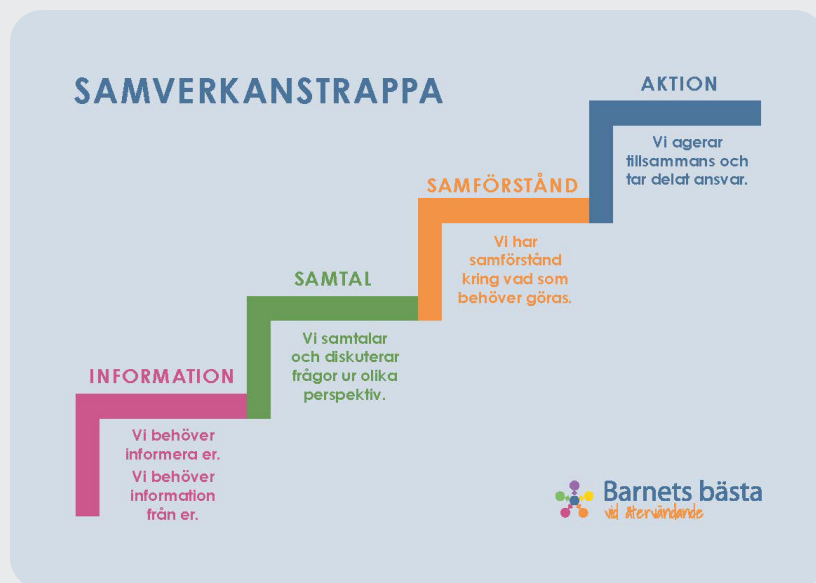 SAMVERKANSTRAPPA
INFORMATION
Vi behöver
informera er.
Vi behöver
information
från er.
SAMTAL
Vi samtalar
och diskuterar
frågor ur olika
perspektiv.
SAMFÖRSTÅND
Vi har
samförstånd
kring vad som
behöver göras.
AKTION
Vi agerar
tillsammans och
tar delat ansvar.
Barnets bästa
vid återvändande